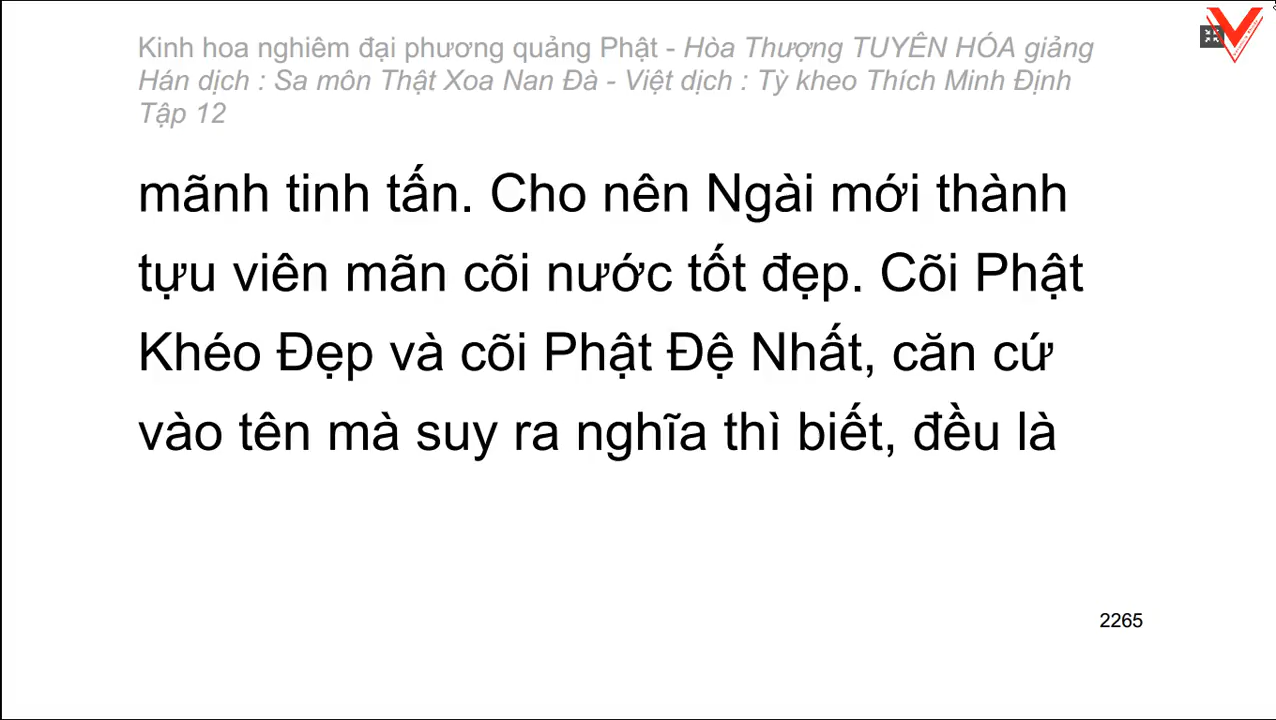 Kinh hoa nghiêm đại phương quảng Phật - Hòa Thượng TUYÊN HÓA giảng
Hán dịch : Sa môn Thật Xoa Nan Đà - Việt dịch : Tỳ kheo Thích Minh Định
Tập 12
mãnh tinh tấn. Cho nên Ngài mới thành
tựu viên mãn cõi nước tốt đẹp. Cõi Phật
Khéo Đẹp và cõi Phật Đệ Nhất, căn cứ
vào tên mà suy ra nghĩa thì biết, đều là
2265